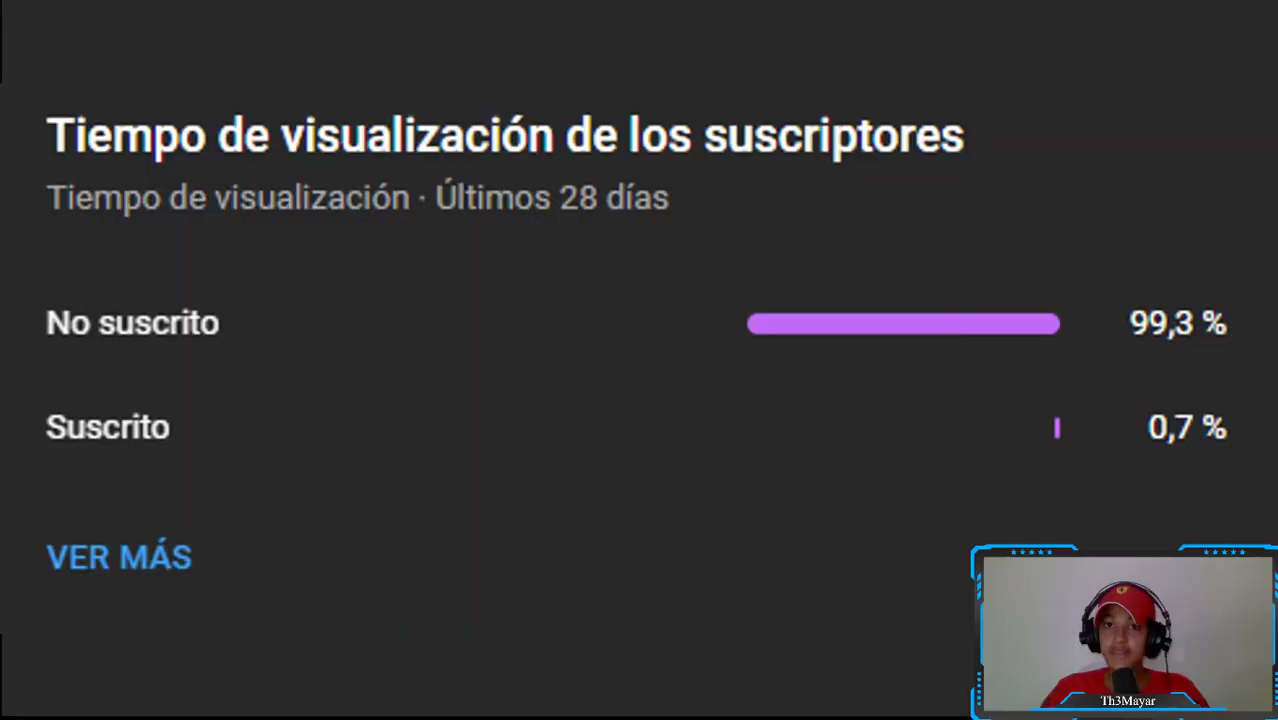 Tiempo de visualización de los suscriptores
Tiempo de visualización · Últimos 28 días
No suscrito 99,3 %
Suscrito 0,7 %
VER MÁS
Th3Mayar